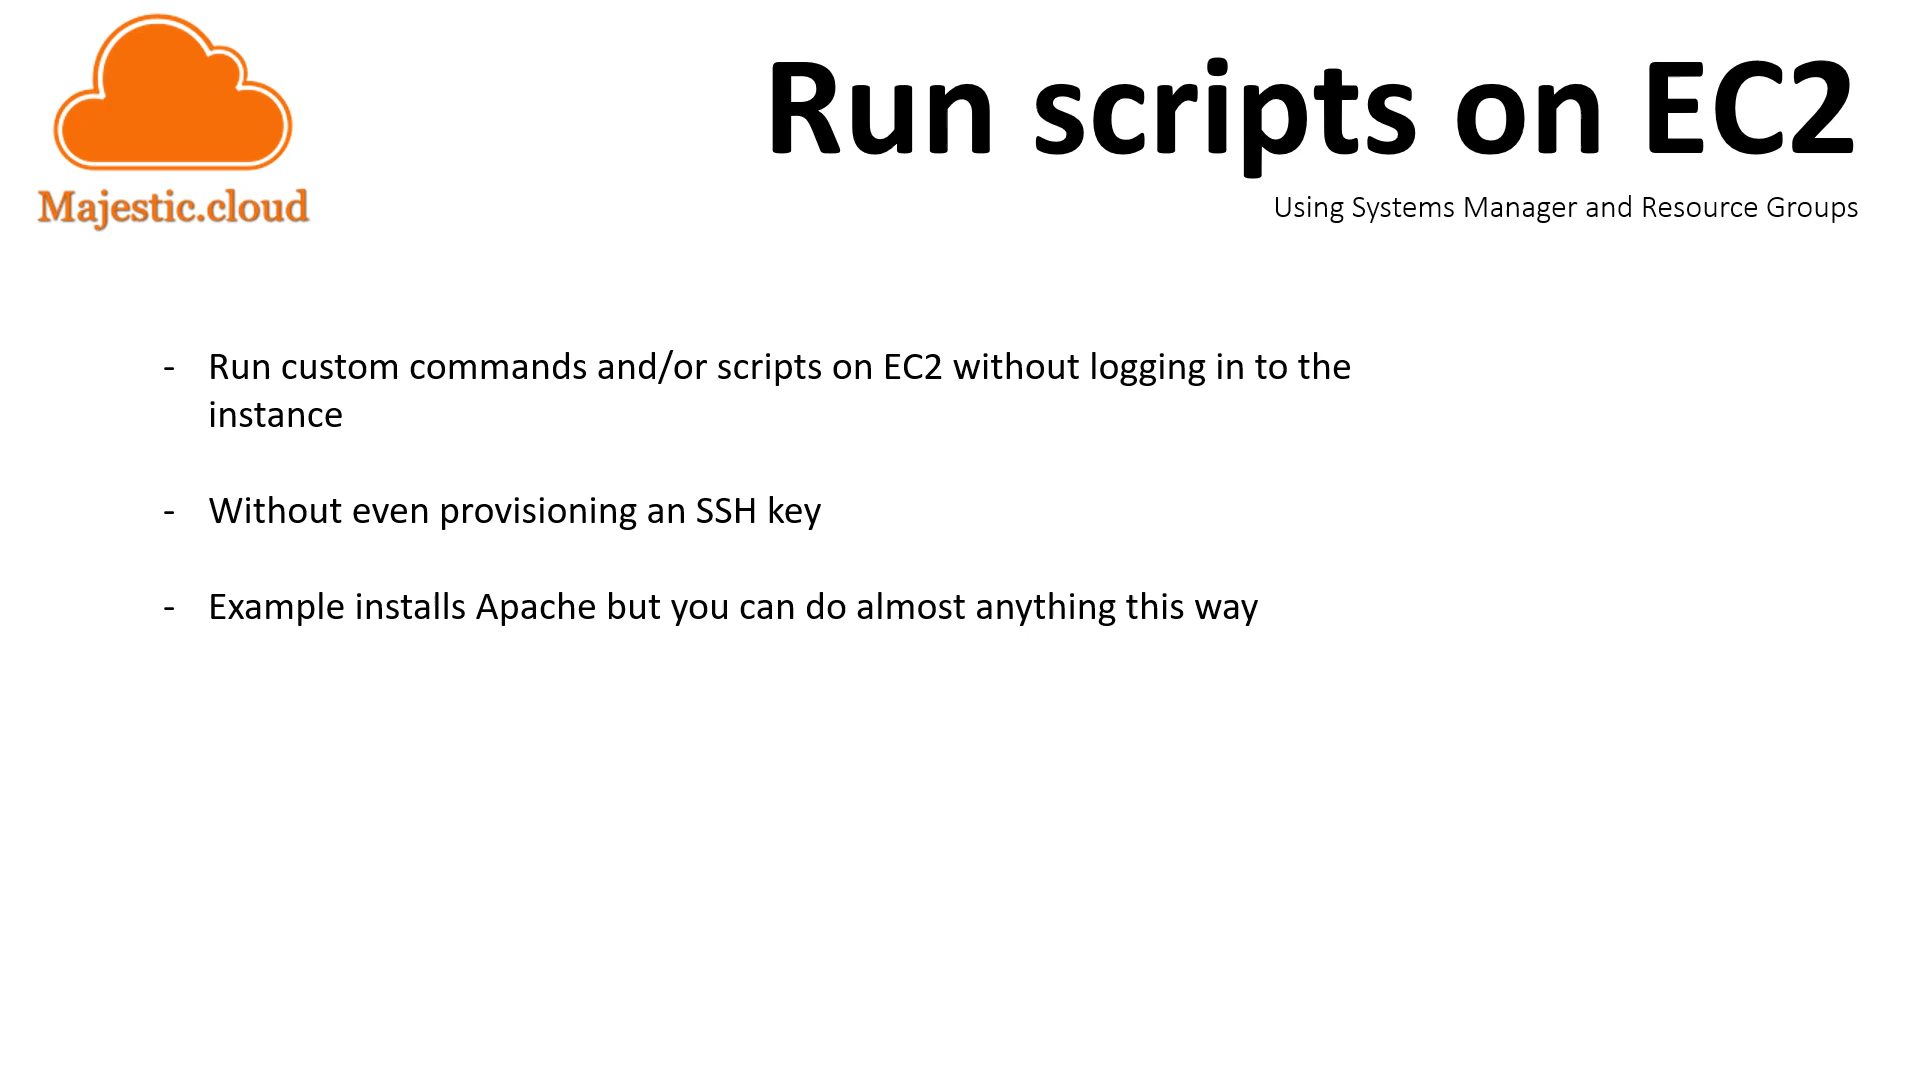 Majestic.cloud
Run scripts on EC2
Using Systems Manager and Resource Groups
- Run custom commands and/or scripts on EC2 without logging in to the
instance
- Without even provisioning an SSH key
- Example installs Apache but you can do almost anything this way